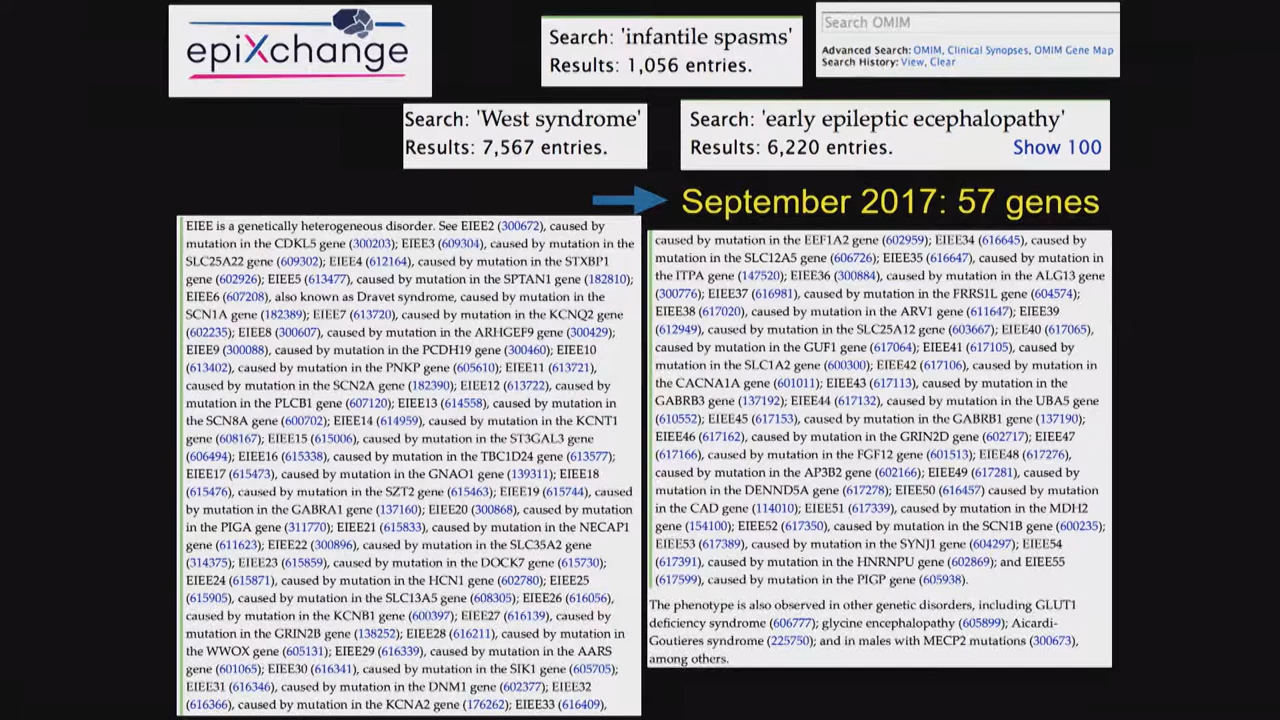 epiXchange
Search: 'infantile spasms'
Results: 1,056 entries.
Search OMIM
Advanced Search: OMIM, Clinical Synopses, OMIM Gene Map
Search History: View, Clear
Search: 'West syndrome'
Results: 7,567 entries.
Search: 'early epileptic ecephalopathy'
Results: 6,220 entries. Show 100
September 2017: 57 genes
EIEE is a genetically heterogeneous disorder. See EIEE2 (300672), caused by
mutation in the CDKL5 gene (300203); EIEE3 (609304), caused by mutation in the
SLC25A22 gene (609302); EIEE4 (612164), caused by mutation in the STXBP1
gene (602926); EIEE5 (613477), caused by mutation in the SPTAN1 gene (182810);
EIEE6 (607208), also known as Dravet syndrome, caused by mutation in the
SCN1A gene (182389); EIEE7 (613720), caused by mutation in the KCNQ2 gene
(602235); EIEE8 (300607), caused by mutation in the ARHGEF9 gene (300429);
EIEE9 (300088), caused by mutation in the PCDH19 gene (300460); EIEE10
(613402), caused by mutation in the PNKP gene (605610); EIEE11 (613721),
caused by mutation in the SCN2A gene (182390); EIEE12 (613722), caused by
mutation in the PLCB1 gene (607120); EIEE13 (614558), caused by mutation in
the SCN8A gene (600702); EIEE14 (614959), caused by mutation in the KCNT1
gene (608167); EIEE15 (615006), caused by mutation in the ST3GAL3 gene
(606494); EIEE16 (615338), caused by mutation in the TBC1D24 gene (613577);
EIEE17 (615473), caused by mutation in the GNAO1 gene (139311); EIEE18
(615476), caused by mutation in the SZT2 gene (615463); EIEE19 (615744), caused
by mutation in the GABRA1 gene (137160); EIEE20 (300868), caused by mutation
in the PIGA gene (311770); EIEE21 (615833), caused by mutation in the NECAP1
gene (611623); EIEE22 (300896), caused by mutation in the SLC35A2 gene
(314375); EIEE23 (615859), caused by mutation in the DOCK7 gene (615730);
EIEE24 (615871), caused by mutation in the HCN1 gene (602780); EIEE25
(615905), caused by mutation in the SLC13A5 gene (608305); EIEE26 (616056),
caused by mutation in the KCNB1 gene (600397); EIEE27 (616139), caused by
mutation in the GRIN2B gene (138252); EIEE28 (616211), caused by mutation in
the WWOX gene (605131); EIEE29 (616339), caused by mutation in the AARS
gene (601065); EIEE30 (616341), caused by mutation in the SIK1 gene (605705);
EIEE31 (616346), caused by mutation in the DNM1 gene (602377); EIEE32
(616366), caused by mutation in the KCNA2 gene (176262); EIEE33 (616409),
caused by mutation in the EEF1A2 gene (602959); EIEE34 (616645), caused by
mutation in the SLC12A5 gene (606726); EIEE35 (616647), caused by mutation in
the ITPA gene (147520); EIEE36 (300884), caused by mutation in the ALG13 gene
(300776); EIEE37 (616981), caused by mutation in the FRRS1L gene (604574);
EIEE38 (617020), caused by mutation in the ARV1 gene (611647); EIEE39
(612949), caused by mutation in the SLC25A12 gene (603667); EIEE40 (617065),
caused by mutation in the GUF1 gene (617064); EIEE41 (617105), caused by
mutation in the SLC1A2 gene (600300); EIEE42 (617106), caused by mutation in
the CACNA1A gene (601011); EIEE43 (617113), caused by mutation in the
GABRB3 gene (137192); EIEE44 (617132), caused by mutation in the UBA5 gene
(610552); EIEE45 (617153), caused by mutation in the GABRB1 gene (137190);
EIEE46 (617162), caused by mutation in the GRIN2D gene (602717); EIEE47
(617166), caused by mutation in the FGF12 gene (601513); EIEE48 (617276),
caused by mutation in the AP3B2 gene (602166); EIEE49 (617281), caused by
mutation in the DENND5A gene (617278); EIEE50 (616457) caused by mutation
in the CAD gene (114010); EIEE51 (617339), caused by mutation in the MDH2
gene (154100); EIEE52 (617350), caused by mutation in the SCN1B gene (600235);
EIEE53 (617389), caused by mutation in the SYNJ1 gene (604297); EIEE54
(617391), caused by mutation in the HNRNPU gene (602869); and EIEE55
(617599), caused by mutation in the PIGP gene (605938).
The phenotype is also observed in other genetic disorders, including GLUT1
deficiency syndrome (606777); glycine encephalopathy (605899); Aicardi-
Goutieres syndrome (225750); and in males with MECP2 mutations (300673),
among others.